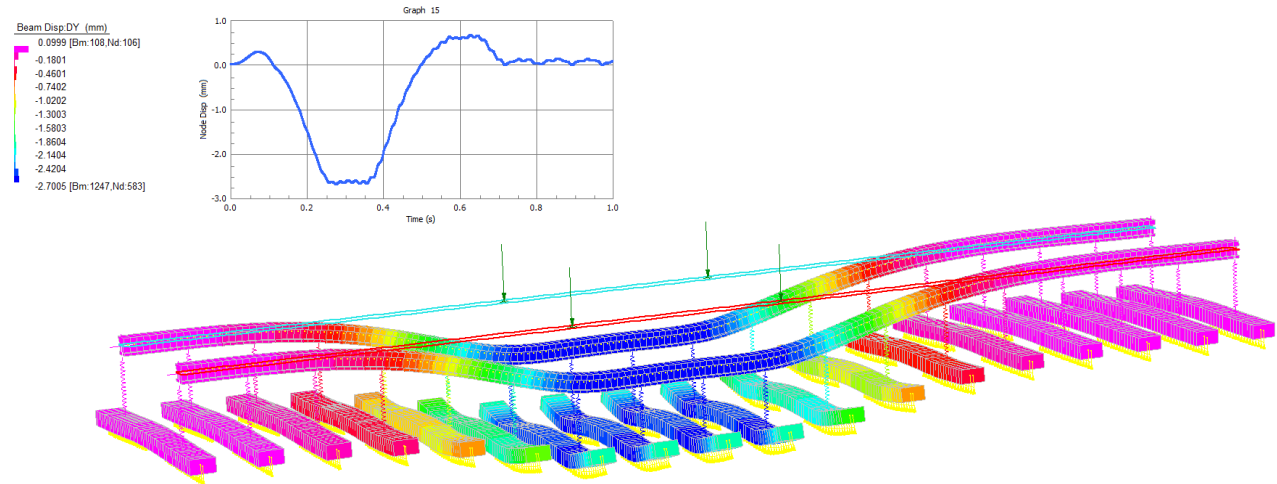 Graph 15
Beam Disp:DY (mm)
0.0999 [Bm:108,Nd:106]
-0.1801
-0.4601
-0.7402
-1.0202
-1.3003
-1.5803
-1.8604
-2.1404
-2.4204
-2.7005 [Bm:1247,Nd:583]
Node Disp (mm)
1.0
0.0
-1.0
-2.0
-3.0
0.0 0.2 0.4 0.6 0.8 1.0
Time (s)